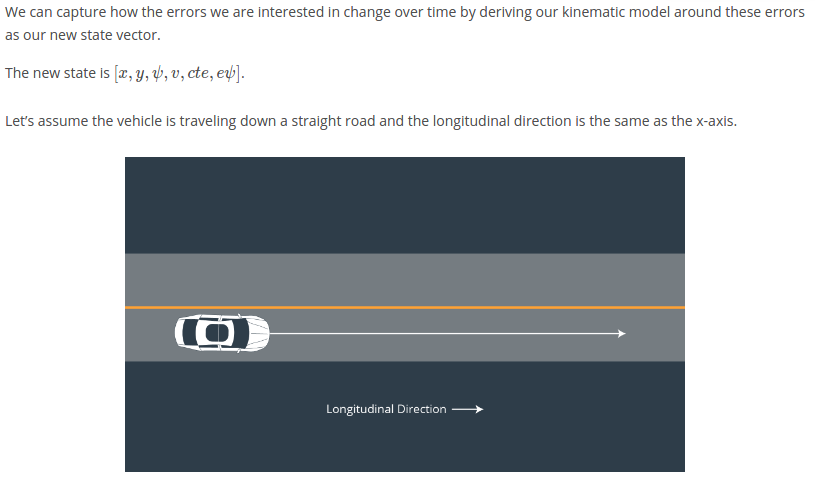 We can capture how the errors we are interested in change over time by deriving our kinematic model around these errors
as our new state vector.
The new state is [x, y, ψ, v, cte, eψ].
Let's assume the vehicle is traveling down a straight road and the longitudinal direction is the same as the x-axis.
Longitudinal Direction